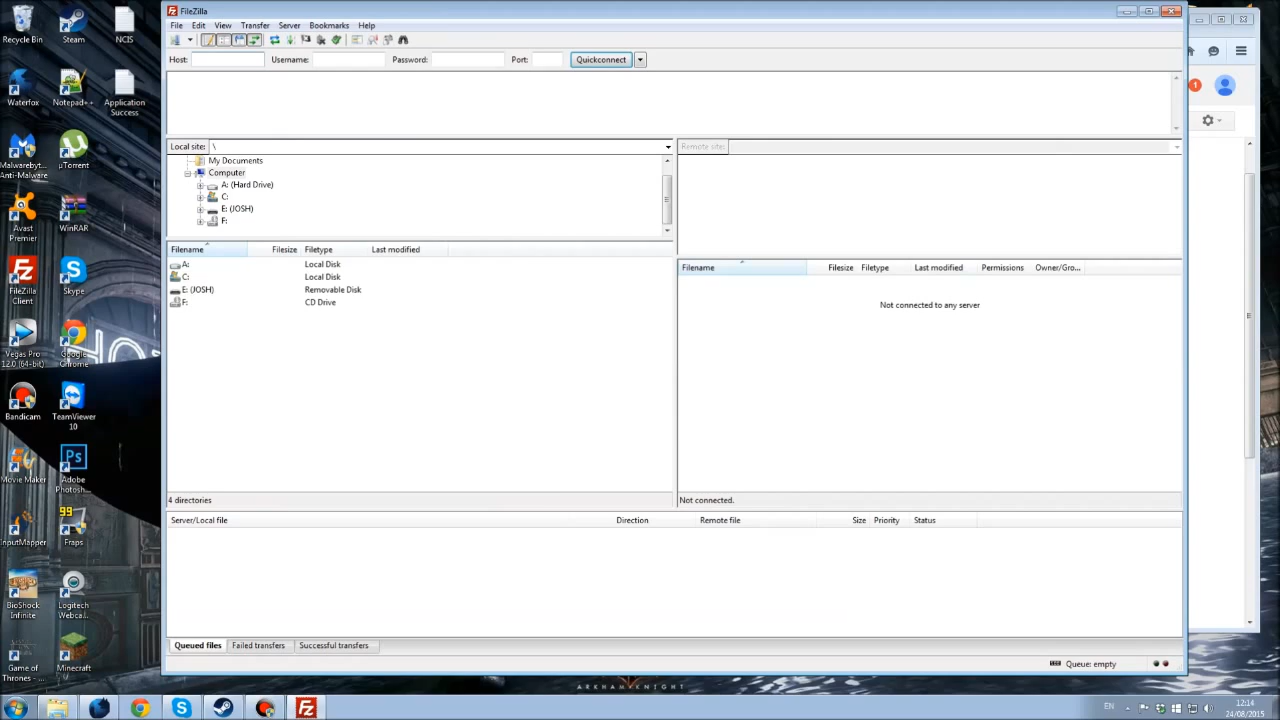 FileZilla
File Edit View Transfer Server Bookmarks Help
Host: Username: Password: Port: Quickconnect
Local site: \
Remote site:
My Documents
Computer
A: (Hard Drive)
C:
E: (JOSH)
F:
Filename Filesize Filetype Last modified
A: Local Disk
C: Local Disk
E: (JOSH) Removable Disk
F: CD Drive
4 directories
Filename Filesize Filetype Last modified Permissions Owner/Gro...
Not connected to any server
Not connected.
Server/Local file Direction Remote file Size Priority Status
Queued files Failed transfers Successful transfers
Queue: empty
Recycle Bin
Steam
NCIS
Waterfox
Notepad++
Application
Success
Malwareb...
Anti-Malware
µTorrent
Avast
Premier
WinRAR
FileZilla
Client
Skype
Vegas Pro
12.0 (64-bit)
Google
Chrome
Bandicam
TeamViewer
10
Movie Maker
Adobe
Photosh...
Ps
99
InputMapper
Fraps
BioShock
Infinite
Logitech
Webca...
Game of
Thrones - ...
Minecraft
1
ARKHAM KNIGHT
EN
12:14
24/08/2015